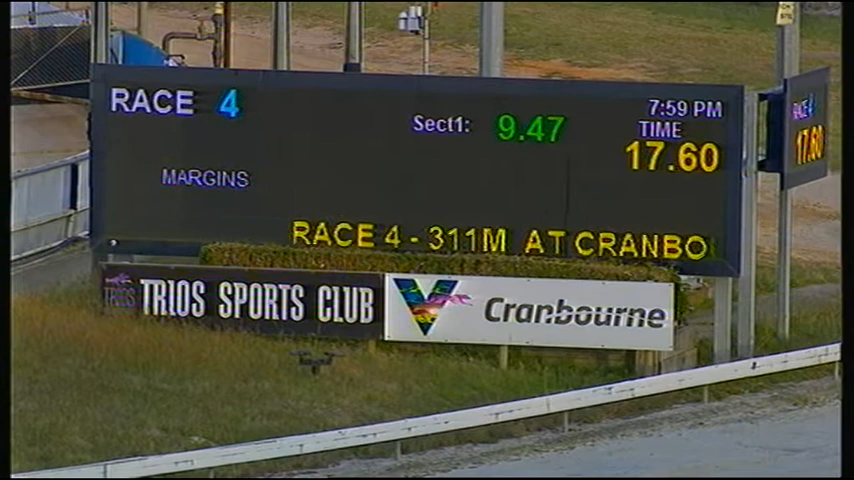 RACE 4
Sect1: 9.47
7:59 PM
TIME
17.60
MARGINS
RACE 4 - 311M AT CRANBO
RACE 4
17.60
TRIOS
TRIOS SPORTS CLUB
Cranbourne